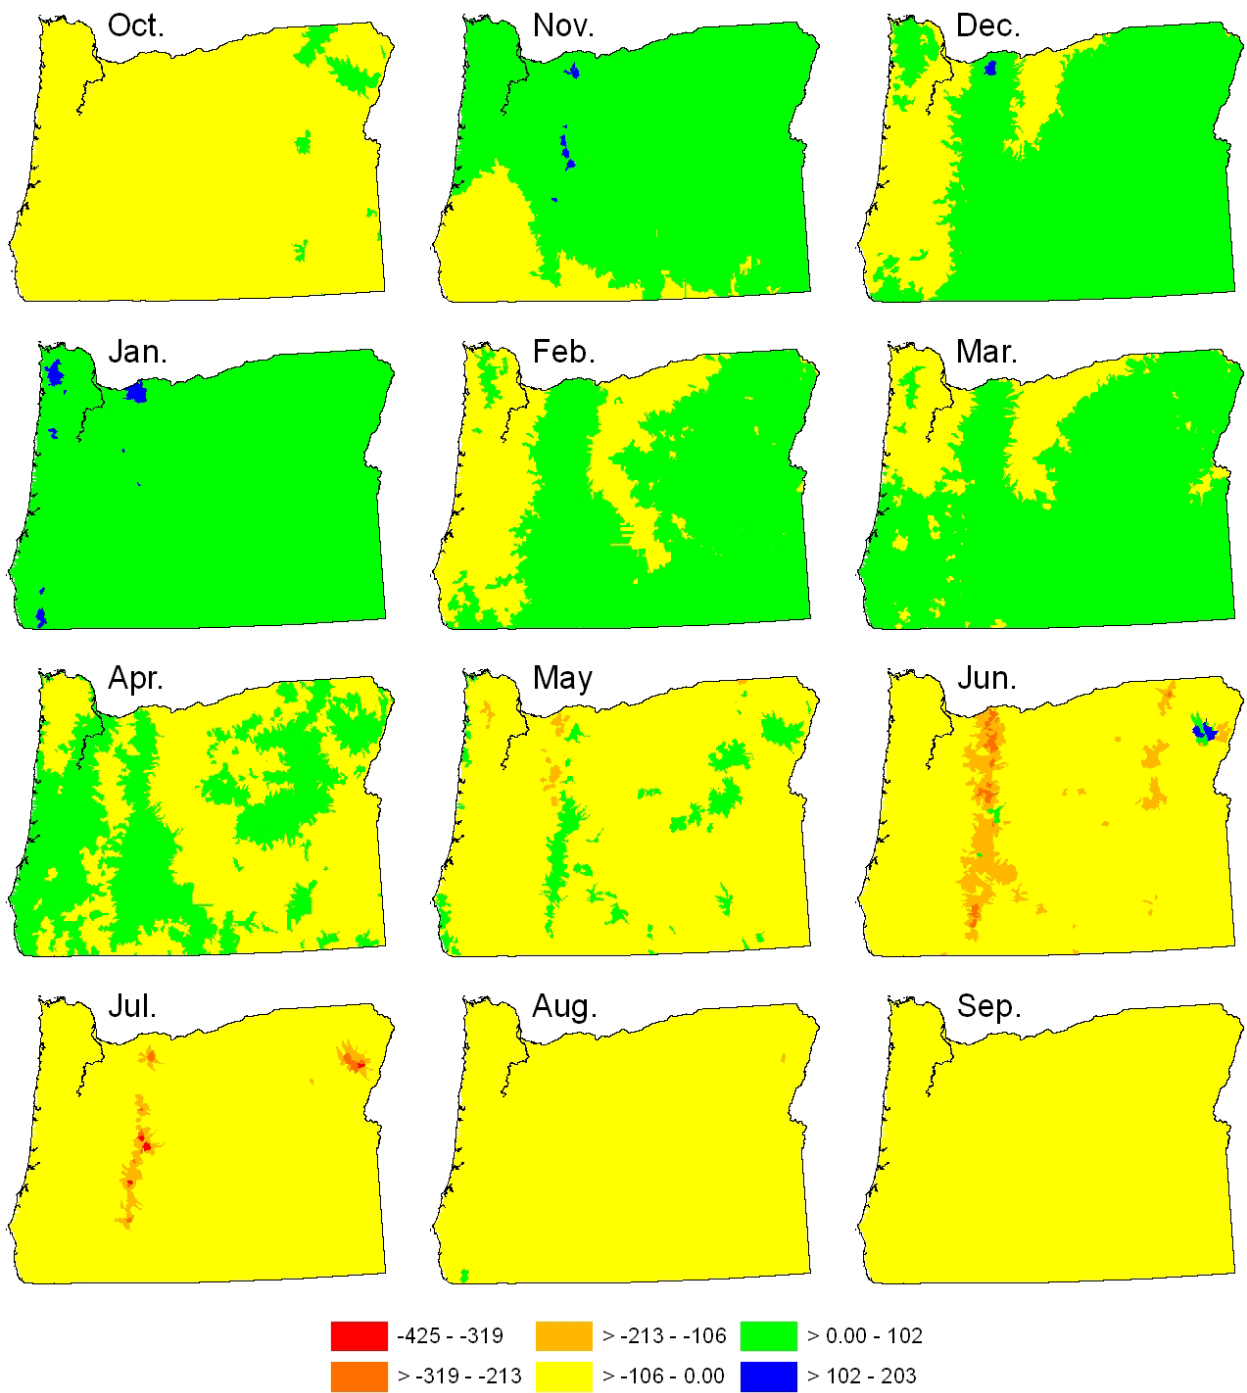 Oct. Nov. Dec.
Jan. Feb. Mar.
Apr. May Jun.
Jul. Aug. Sep.
-425 - -319 > -213 - -106 > 0.00 - 102
> -319 - -213 > -106 - 0.00 > 102 - 203